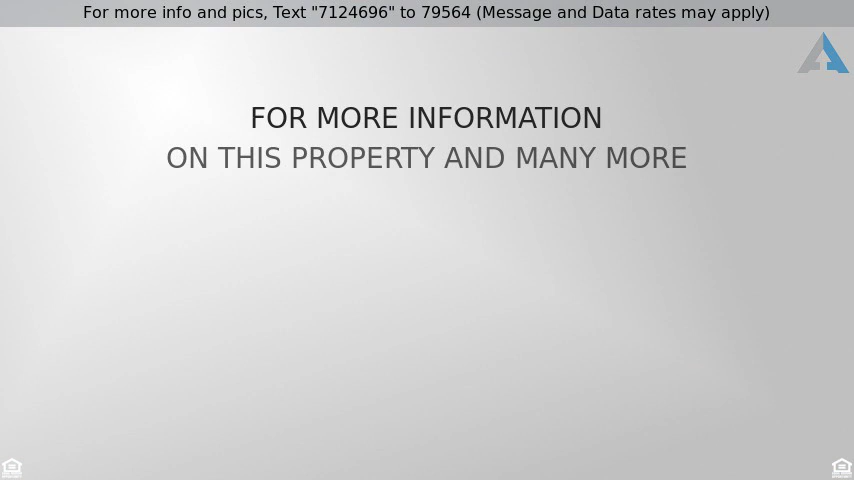 For more info and pics, Text "7124696" to 79564 (Message and Data rates may apply)
FOR MORE INFORMATION
ON THIS PROPERTY AND MANY MORE